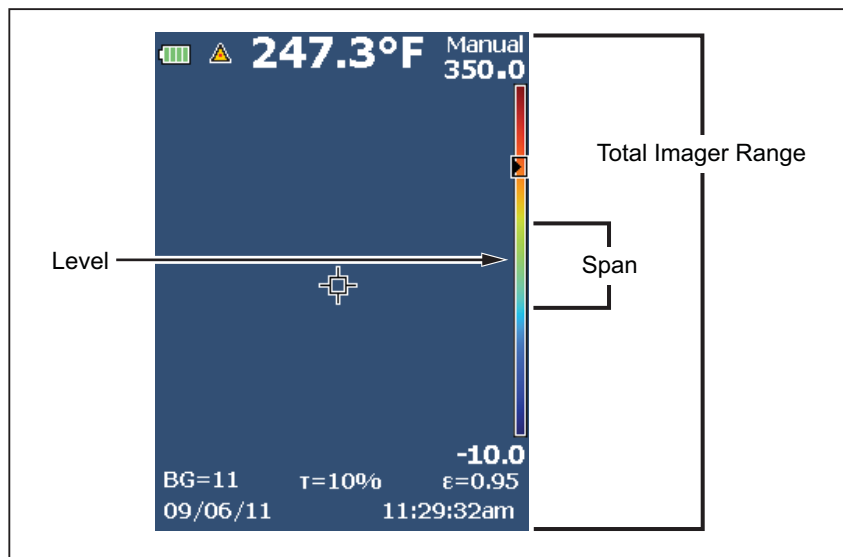 247.3°F
Manual
350.0
Total Imager Range
Level
Span
-10.0
BG=11 τ=10% ε=0.95
09/06/11 11:29:32am